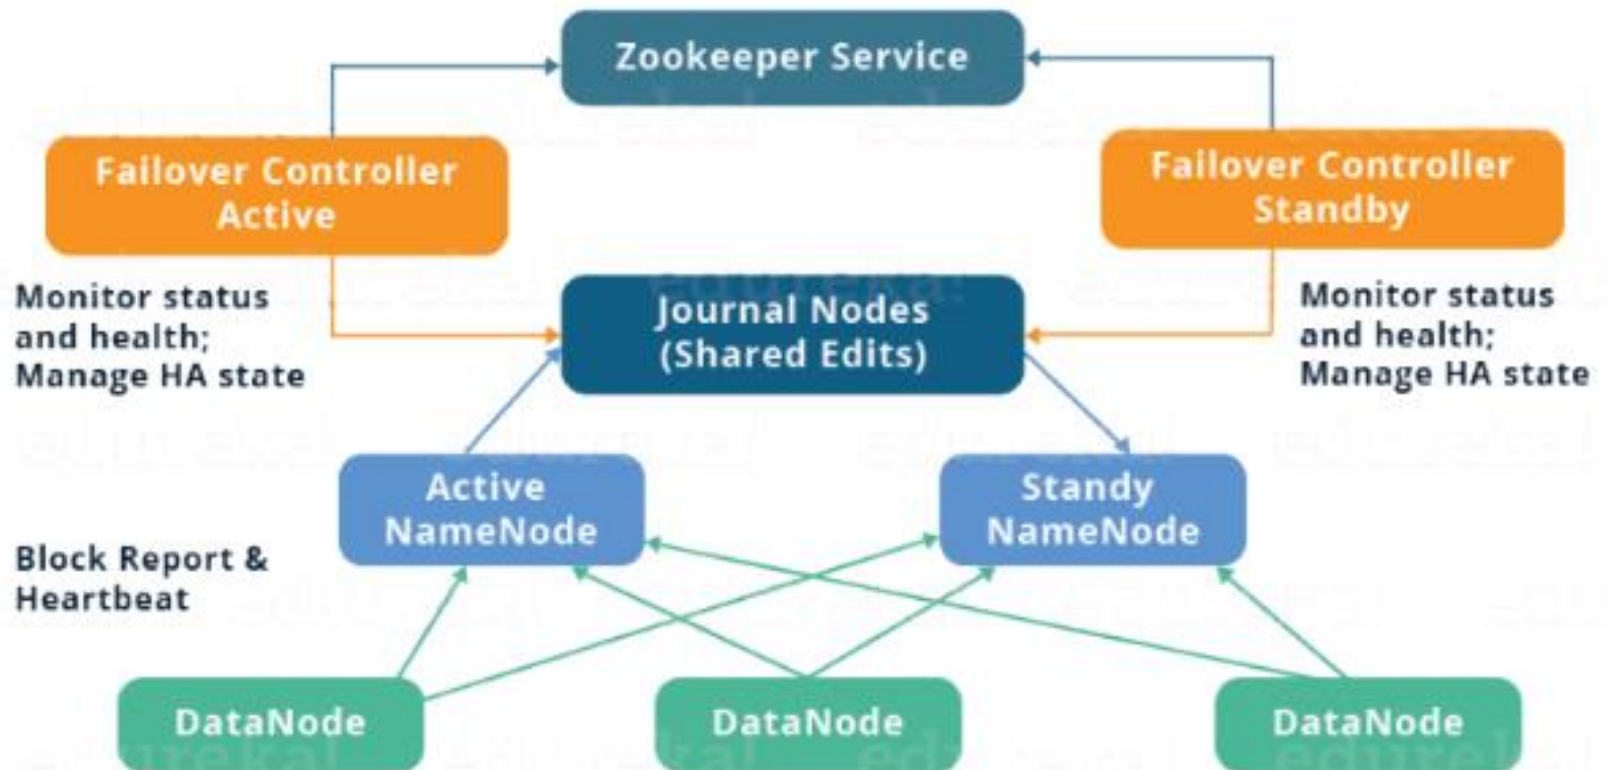 Zookeeper Service
Failover Controller
Active
Failover Controller
Standby
Monitor status
and health;
Manage HA state
Journal Nodes
(Shared Edits)
Monitor status
and health;
Manage HA state
Active
NameNode
Standy
NameNode
Block Report &
Heartbeat
DataNode
DataNode
DataNode
edureka!